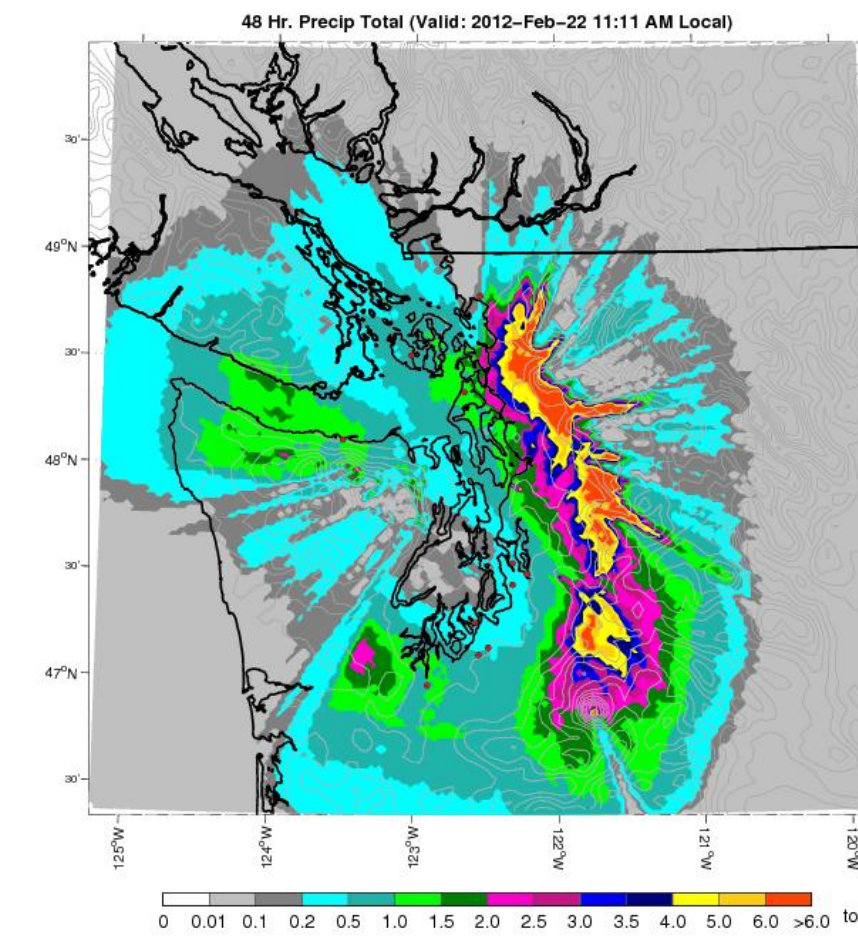 48 Hr. Precip Total (Valid: 2012-Feb-22 11:11 AM Local)
30'
49°N
30'
48°N
30'
47°N
30'
125°W 124°W 123°W 122°W 121°W 120°W
0 0.01 0.1 0.2 0.5 1.0 1.5 2.0 2.5 3.0 3.5 4.0 5.0 6.0 >6.0 to